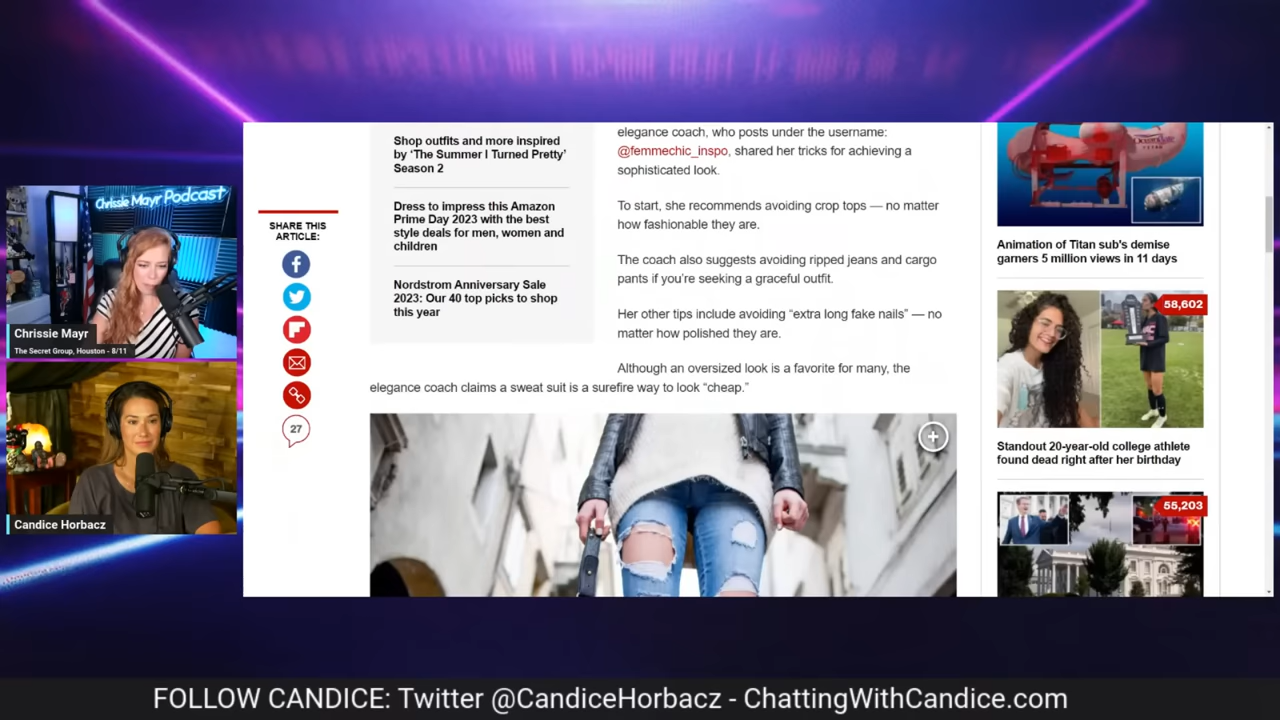 Chrissie Mayr Podcast
Chrissie Mayr
The Secret Group, Houston - 8/11
Candice Horbacz
SHARE THIS
ARTICLE:
27
Shop outfits and more inspired
by ‘The Summer I Turned Pretty’
Season 2
Dress to impress this Amazon
Prime Day 2023 with the best
style deals for men, women and
children
Nordstrom Anniversary Sale
2023: Our 40 top picks to shop
this year
elegance coach, who posts under the username:
@femmechic_inspo, shared her tricks for achieving a
sophisticated look.
To start, she recommends avoiding crop tops — no matter
how fashionable they are.
The coach also suggests avoiding ripped jeans and cargo
pants if you’re seeking a graceful outfit.
Her other tips include avoiding “extra long fake nails” — no
matter how polished they are.
Although an oversized look is a favorite for many, the
elegance coach claims a sweat suit is a surefire way to look “cheap.”
Animation of Titan sub's demise
garners 5 million views in 11 days
58,602
Standout 20-year-old college athlete
found dead right after her birthday
55,203
FOLLOW CANDICE: Twitter @CandiceHorbacz - ChattingWithCandice.com